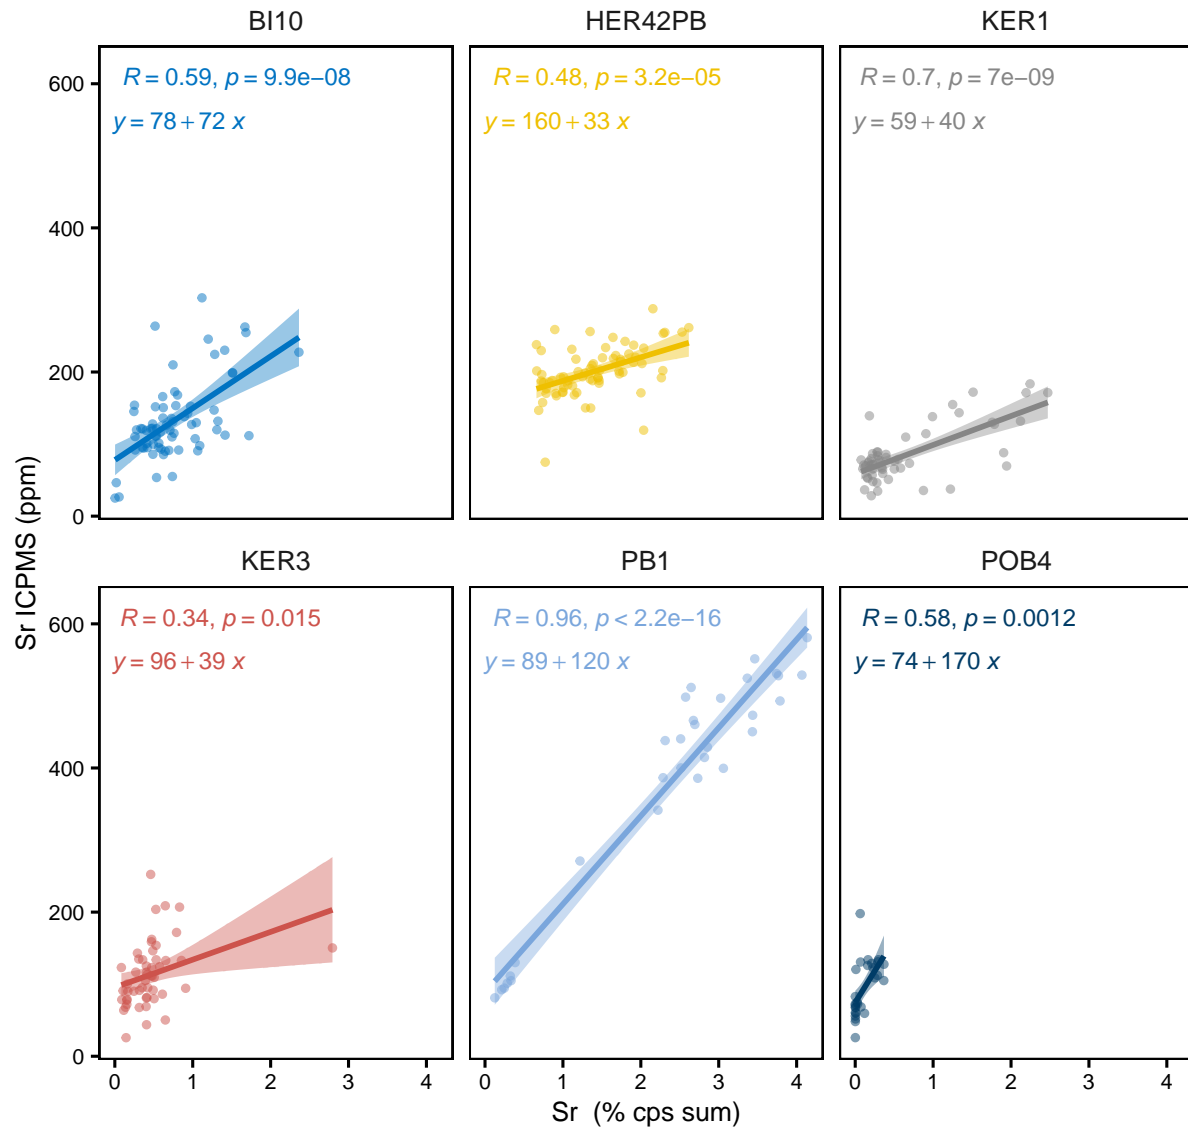 BI10
HER42PB
KER1
R = 0.59, p = 9.9e−08
y = 78 + 72 x
R = 0.48, p = 3.2e−05
y = 160 + 33 x
R = 0.7, p = 7e−09
y = 59 + 40 x
600
400
200
0
KER3
PB1
POB4
R = 0.34, p = 0.015
y = 96 + 39 x
R = 0.96, p < 2.2e−16
y = 89 + 120 x
R = 0.58, p = 0.0012
y = 74 + 170 x
600
400
200
0
0 1 2 3 4
0 1 2 3 4
0 1 2 3 4
Sr ICPMS (ppm)
Sr (% cps sum)